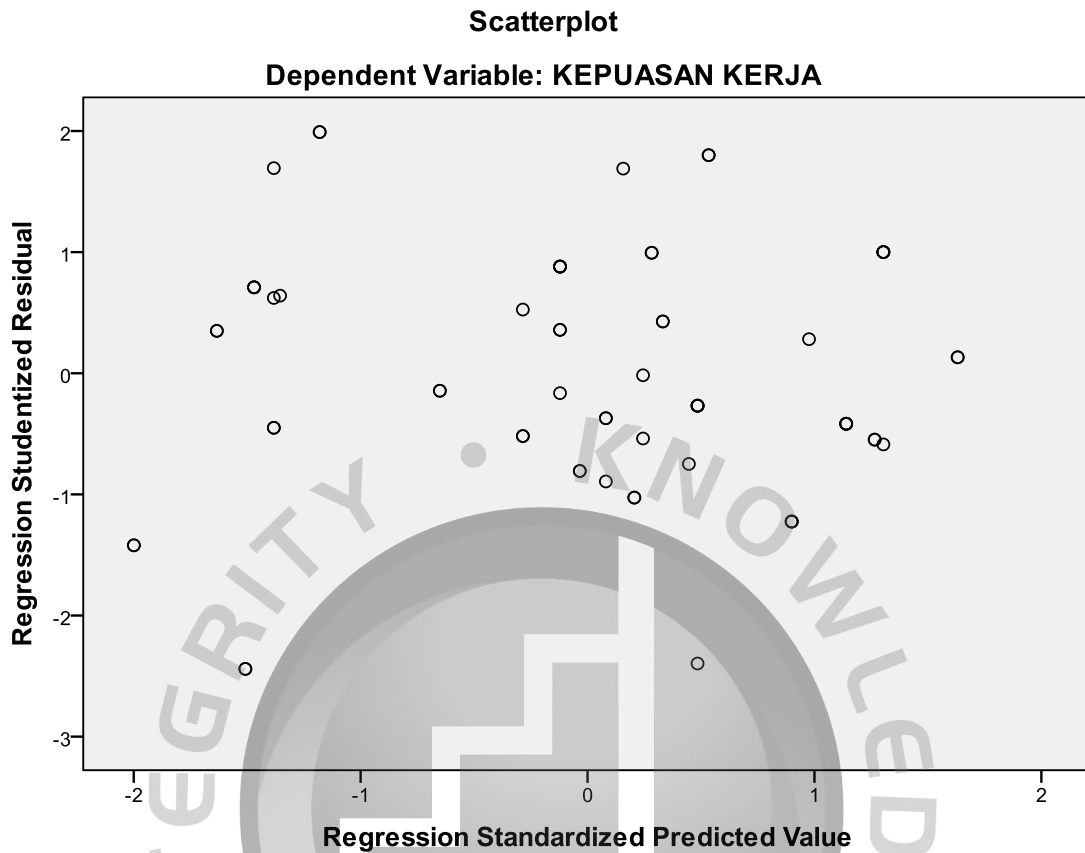 Scatterplot
Dependent Variable: KEPUASAN KERJA
Regression Studentized Residual
2
1
0
-1
-2
-3
-2
-1
0
1
2
Regression Standardized Predicted Value
EGRITY • KNOWLED